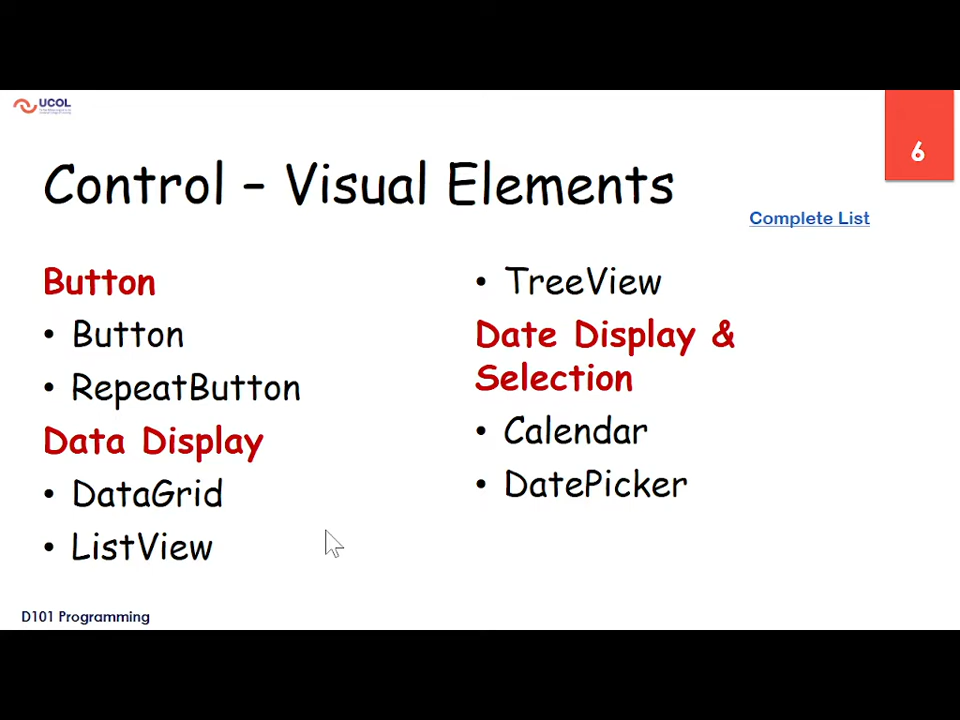 UCOL
6
Control – Visual Elements
Complete List
Button
• Button
• RepeatButton
Data Display
• DataGrid
• ListView
• TreeView
Date Display &
Selection
• Calendar
• DatePicker
D101 Programming